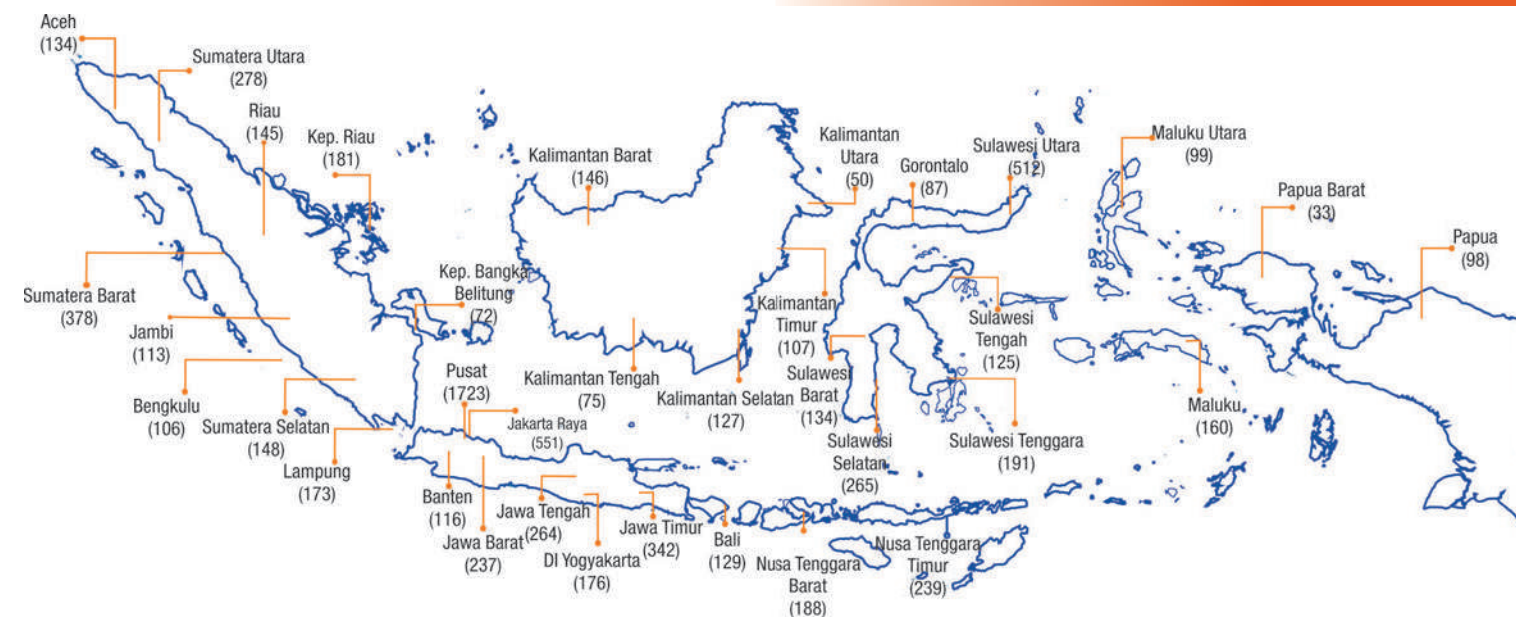 Aceh
(134)
Sumatera Utara
(278)
Riau
(145)
Kep. Riau
(181)
Kalimantan Barat
(146)
Kalimantan
Utara
(50)
Gorontalo
(87)
Sulawesi Utara
(512)
Maluku Utara
(99)
Papua Barat
(33)
Papua
(98)
Sumatera Barat
(378)
Jambi
(113)
Bengkulu
(106)
Sumatera Selatan
(148)
Lampung
(173)
Kep. Bangka
Belitung
(72)
Pusat
(1723)
Jakarta Raya
(551)
Kalimantan Tengah
(75)
Kalimantan Selatan
(127)
Kalimantan
Timur
(107)
Sulawesi
Barat
(134)
Sulawesi
Selatan
(265)
Sulawesi
Tengah
(125)
Sulawesi Tenggara
(191)
Maluku
(160)
Banten
(116)
Jawa Barat
(237)
Jawa Tengah
(264)
DI Yogyakarta
(176)
Jawa Timur
(342)
Bali
(129)
Nusa Tenggara
Barat
(188)
Nusa Tenggara
Timur
(239)